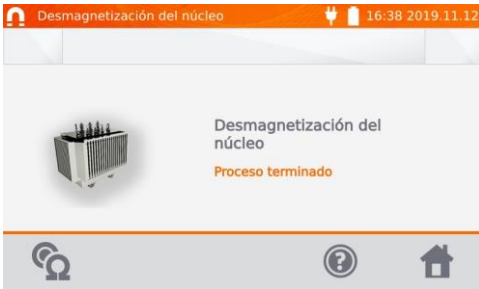 Desmagnetización del núcleo
16:38 2019.11.12
Desmagnetización del
núcleo
Proceso terminado